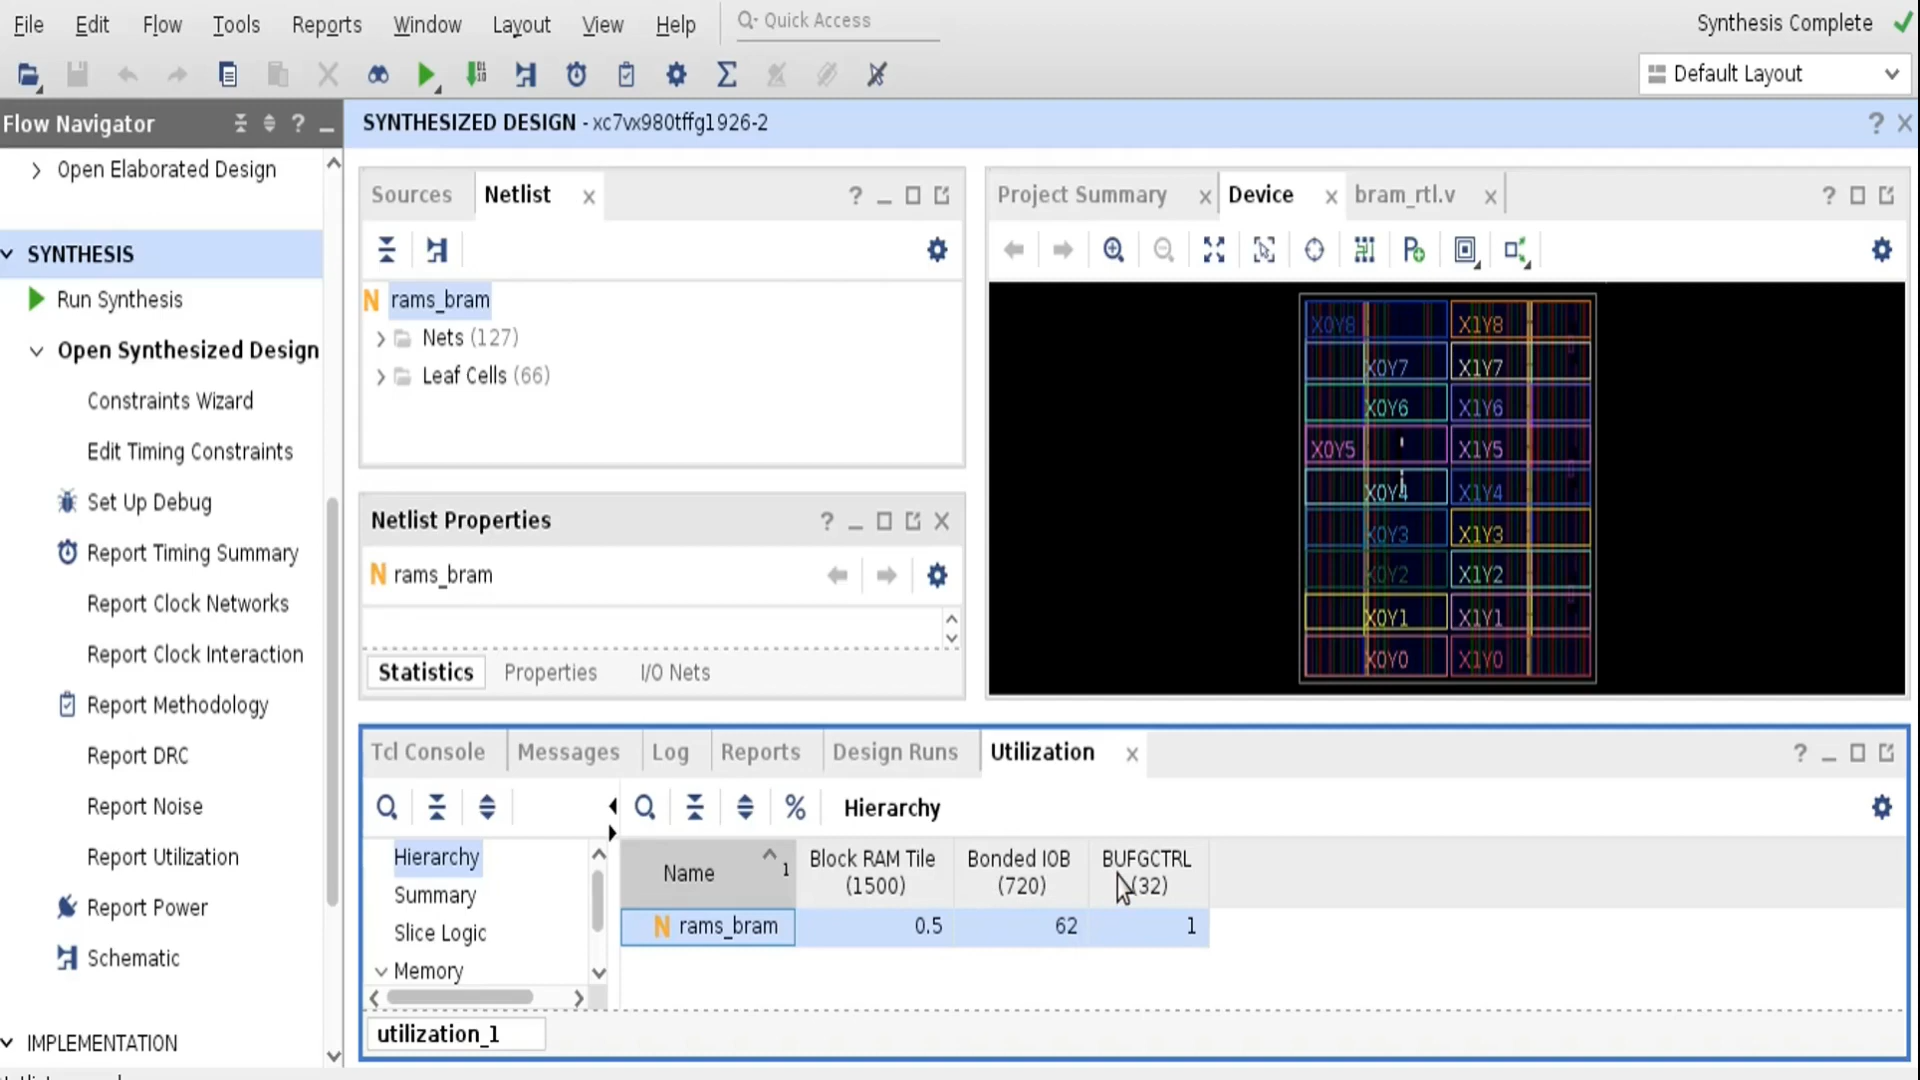 File Edit Flow Tools Reports Window Layout View Help Quick Access Synthesis Complete
Default Layout
Flow Navigator
Open Elaborated Design
SYNTHESIS
Run Synthesis
Open Synthesized Design
Constraints Wizard
Edit Timing Constraints
Set Up Debug
Report Timing Summary
Report Clock Networks
Report Clock Interaction
Report Methodology
Report DRC
Report Noise
Report Utilization
Report Power
Schematic
IMPLEMENTATION
SYNTHESIZED DESIGN - xc7vx980tffg1926-2
Sources Netlist
N rams_bram
Nets (127)
Leaf Cells (66)
Netlist Properties
N rams_bram
Statistics Properties I/O Nets
Project Summary Device bram_rtl.v
X0Y8 X1Y8
X0Y7 X1Y7
X0Y6 X1Y6
X0Y5 X1Y5
X0Y4 X1Y4
X0Y3 X1Y3
X0Y2 X1Y2
X0Y1 X1Y1
X0Y0 X1Y0
Tcl Console Messages Log Reports Design Runs Utilization
% Hierarchy
Hierarchy
Summary
Slice Logic
Memory
Name 1 Block RAM Tile (1500) Bonded IOB (720) BUFGCTRL (32)
N rams_bram 0.5 62 1
utilization_1